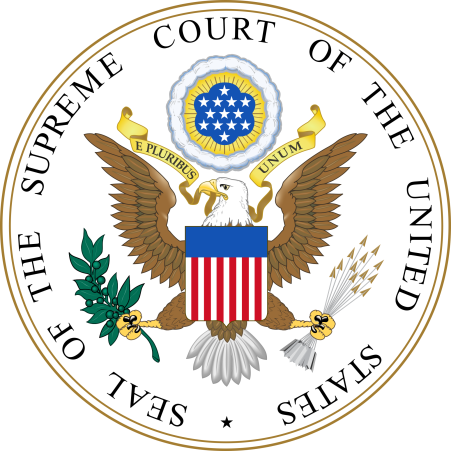 SEAL OF THE SUPREME COURT OF THE UNITED STATES
E PLURIBUS UNUM